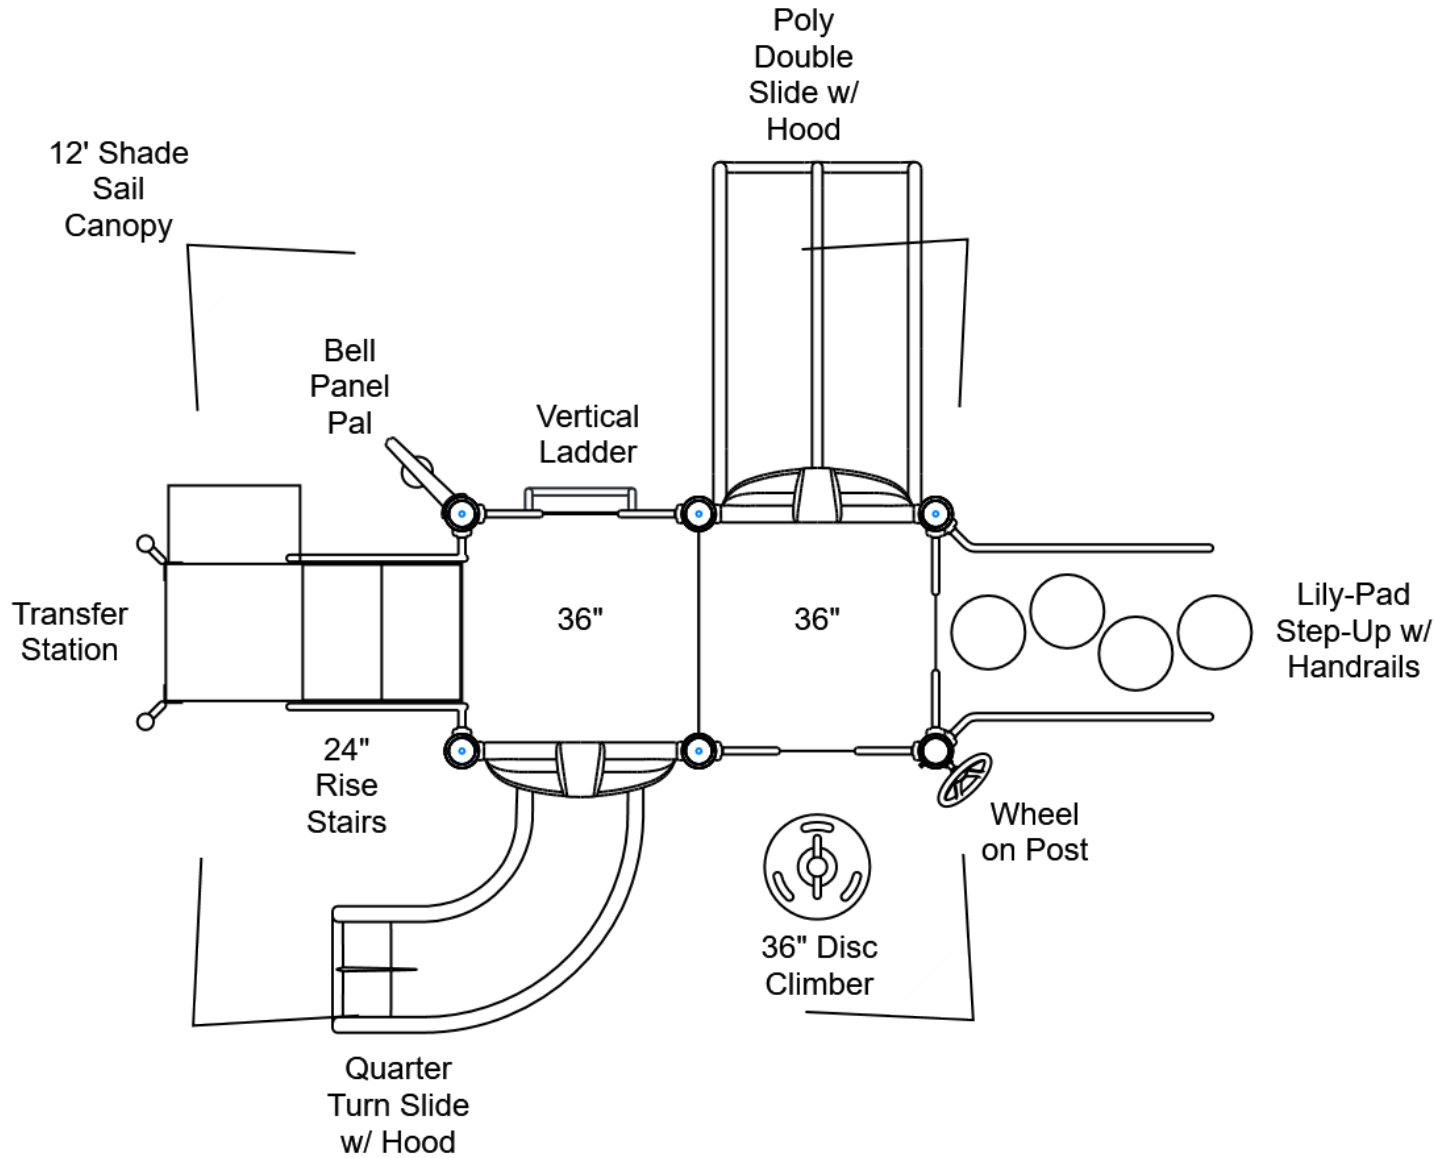 Poly
Double
Slide w/
Hood
12' Shade
Sail
Canopy
Bell
Panel
Pal
Vertical
Ladder
Transfer
Station
36"
36"
Lily-Pad
Step-Up w/
Handrails
24"
Rise
Stairs
Wheel
on Post
36" Disc
Climber
Quarter
Turn Slide
w/ Hood